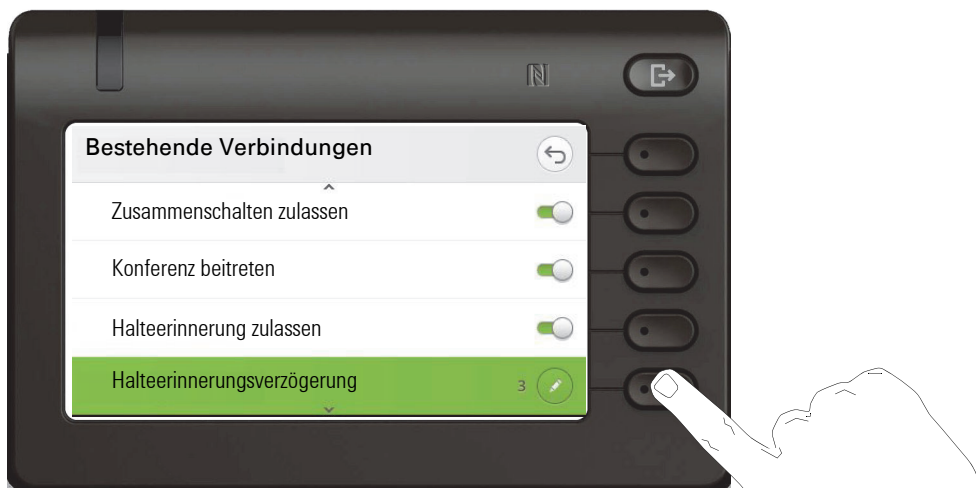 Bestehende Verbindungen
Zusammenschalten zulassen
Konferenz beitreten
Halteerinnerung zulassen
Halteerinnerungsverzögerung 3